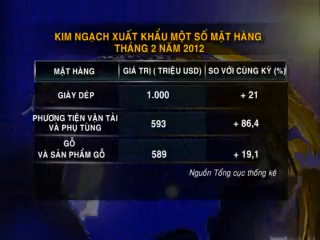 KIM NGẠCH XUẤT KHẨU MỘT SỐ MẶT HÀNG
THÁNG 2 NĂM 2012
MẶT HÀNG GIÁ TRỊ ( TRIỆU USD) SO VỚI CÙNG KỲ (%)
GIÀY DÉP 1.000 + 21
PHƯƠNG TIỆN VẬN TẢI
VÀ PHỤ TÙNG 593 + 86,4
GỖ
VÀ SẢN PHẨM GỖ 589 + 19,1
Nguồn Tổng cục thống kê